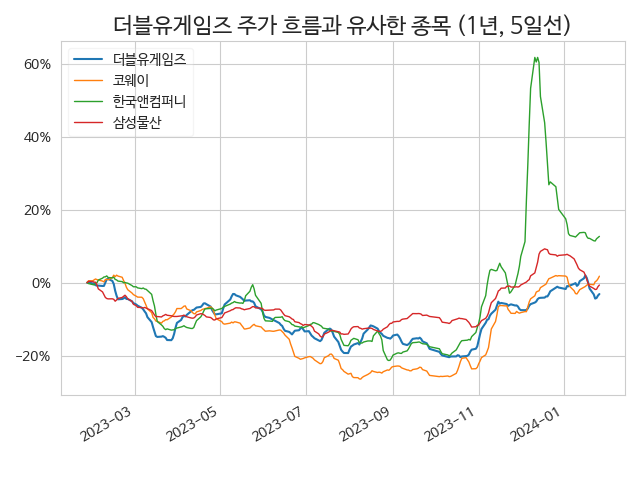 더블유게임즈 주가 흐름과 유사한 종목 (1년, 5일선)
더블유게임즈
코웨이
한국앤컴퍼니
삼성물산
60%
40%
20%
0%
−20%
2023−03
2023−05
2023−07
2023−09
2023−11
2024−01